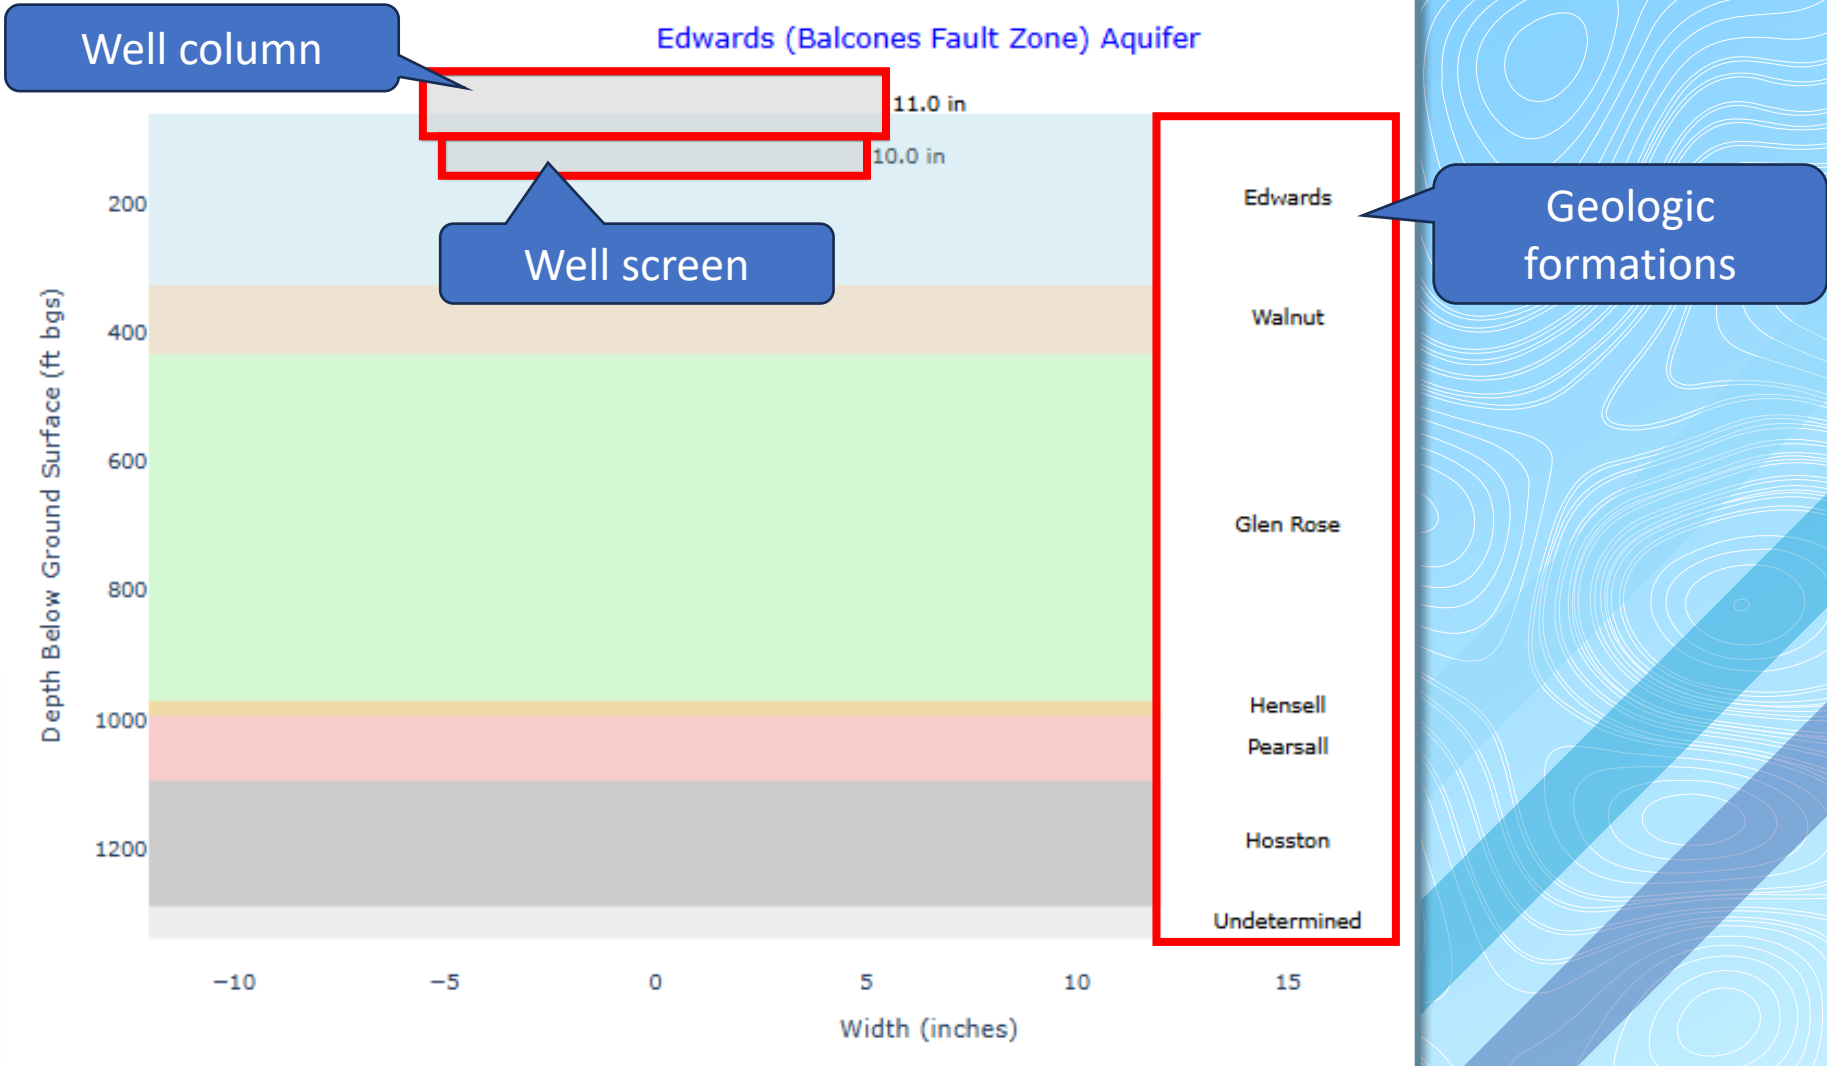 Well column
Edwards (Balcones Fault Zone) Aquifer
11.0 in
10.0 in
Well screen
Geologic
formations
Depth Below Ground Surface (ft bgs)
200
400
600
800
1000
1200
Edwards
Walnut
Glen Rose
Hensell
Pearsall
Hosston
Undetermined
−10
−5
0
5
10
15
Width (inches)